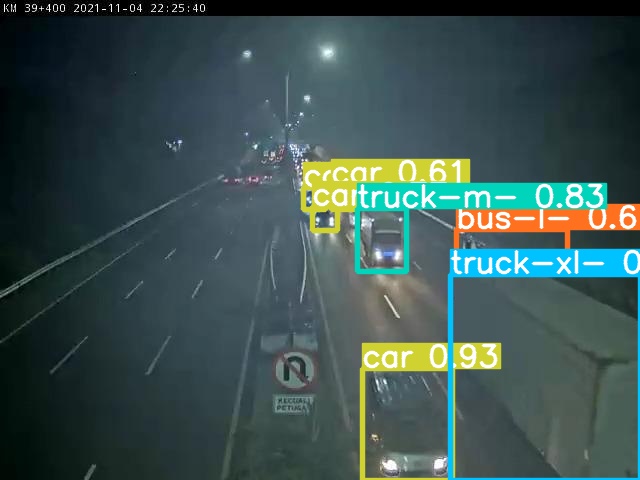 KM 39+400 2021-11-04 22:25:40
car 0.61
car
truck-m- 0.83
bus-l- 0.6
truck-xl- 0
car 0.93
KECUALI
PETUGAS